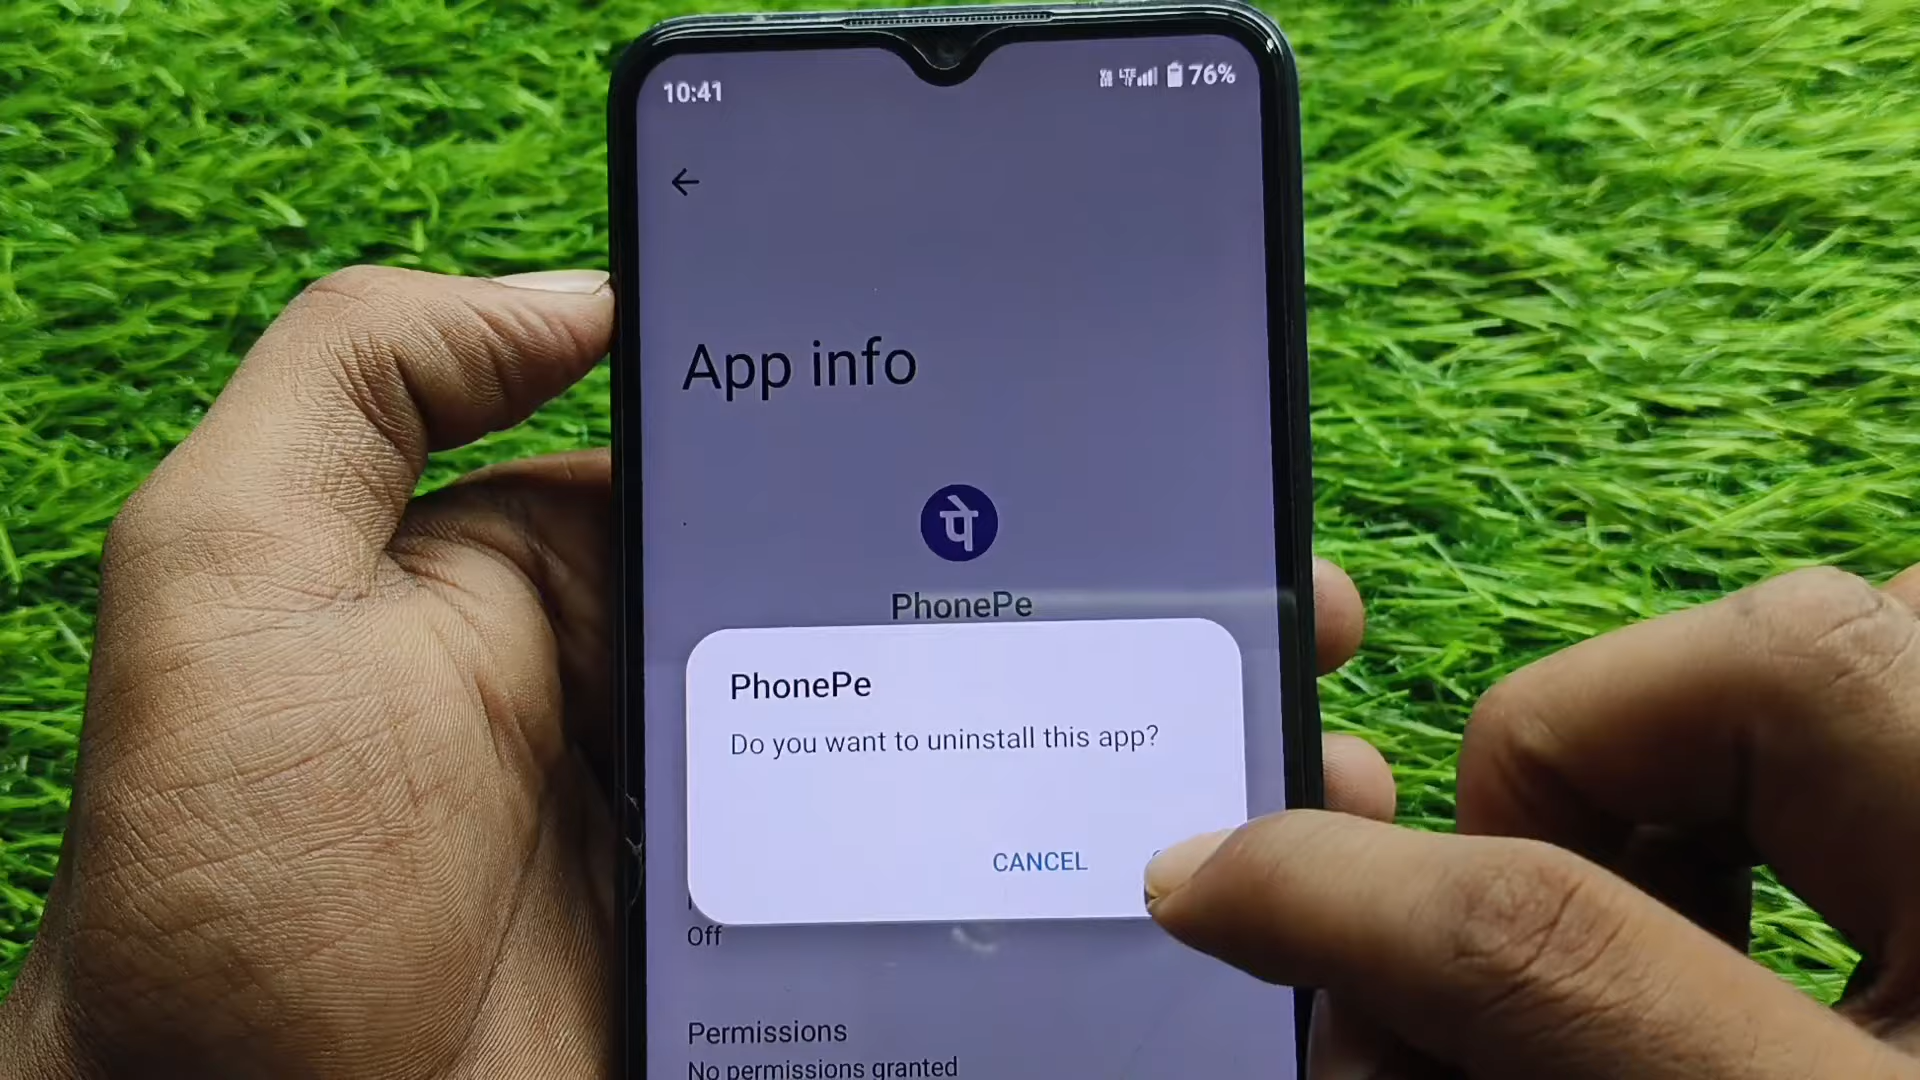 10:41
76%
App info
पे
PhonePe
PhonePe
Do you want to uninstall this app?
CANCEL
Off
Permissions
No permissions granted